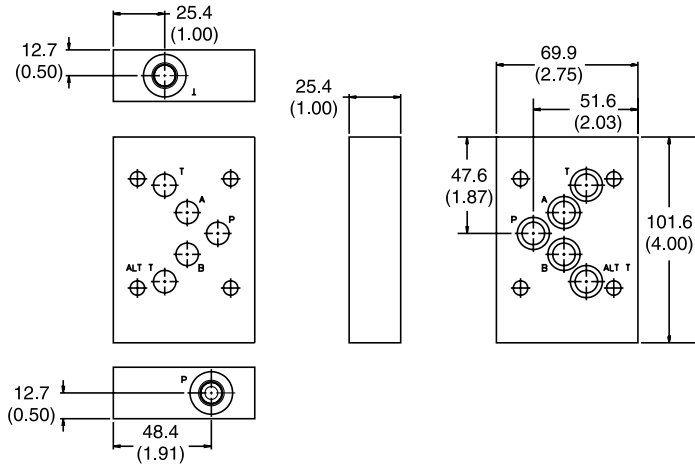 25.4
(1.00)
12.7
(0.50)
T
25.4
(1.00)
69.9
(2.75)
51.6
(2.03)
47.6
(1.87)
101.6
(4.00)
T
A
P
B
ALT T
T
A
P
B
ALT T
P
12.7
(0.50)
48.4
(1.91)